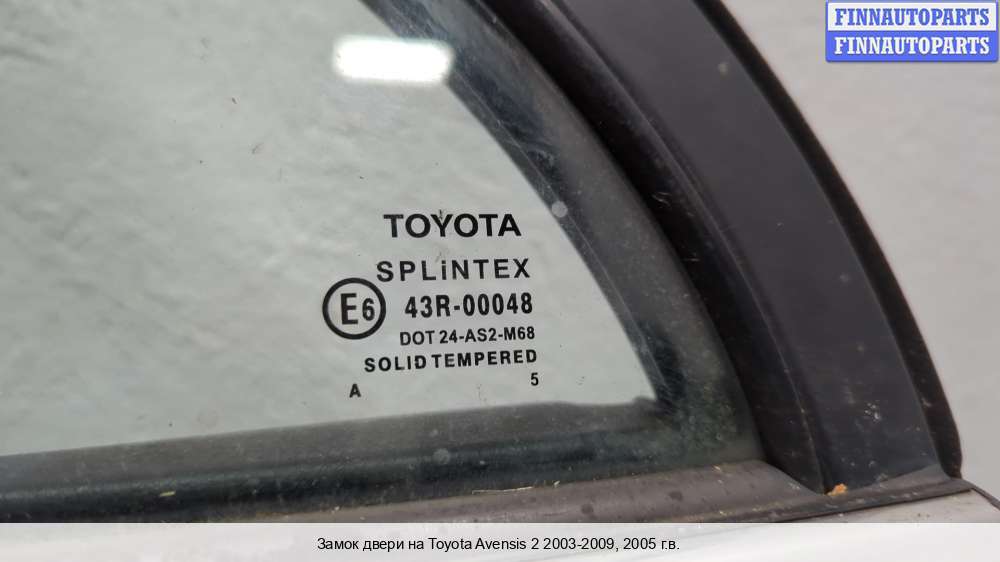 FINNAUTOPARTS
FINNAUTOPARTS
TOYOTA
SPLiNTEX
E6 43R-00048
DOT 24-AS2-M68
SOLID TEMPERED
A 5
Замок двери на Toyota Avensis 2 2003-2009, 2005 г.в.